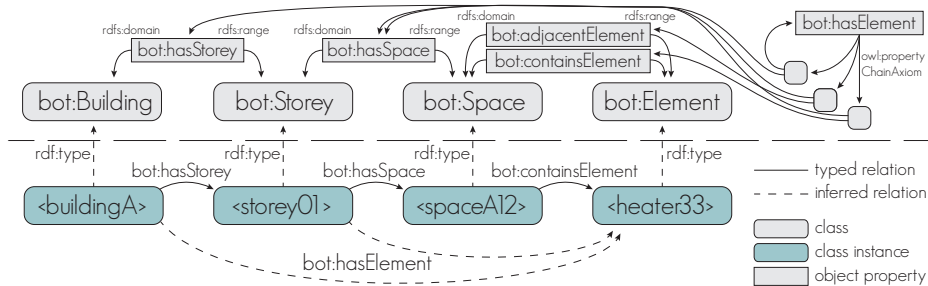 rdfs:domain rdfs:range rdfs:domain rdfs:range rdfs:domain rdfs:range
bot:hasStorey bot:hasSpace bot:adjacentElement bot:hasElement
bot:containsElement
owl:property
ChainAxiom
bot:Building bot:Storey bot:Space bot:Element
rdf:type rdf:type rdf:type rdf:type
bot:hasStorey bot:hasSpace bot:containsElement
<buildingA> <storey01> <spaceA12> <heater33>
bot:hasElement
typed relation
inferred relation
class
class instance
object property